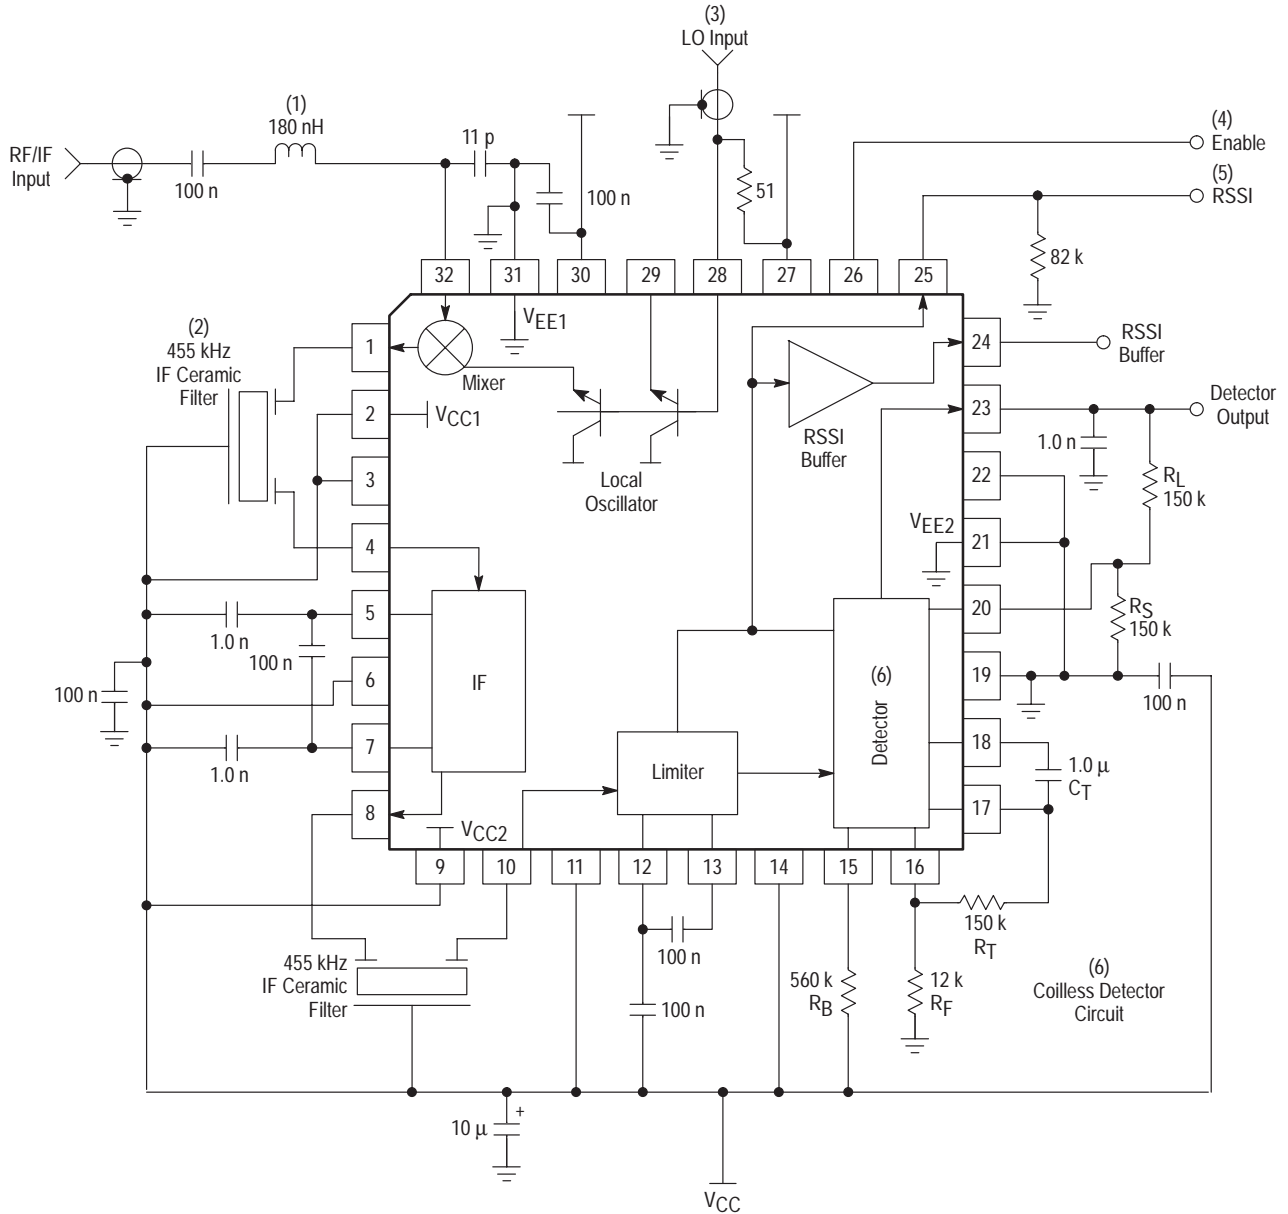 (3)
LO Input
(1)
180 nH
11 p
RF/IF
Input
100 n
100 n
51
(4)
Enable
(5)
RSSI
82 k
32
31
30
29
28
27
26
25
VEE1
(2)
455 kHz
IF Ceramic
Filter
1
Mixer
2
VCC1
3
4
Local
Oscillator
RSSI
Buffer
24
RSSI
Buffer
23
Detector
Output
1.0 n
22
RL
150 k
VEE2
21
20
RS
150 k
19
100 n
5
1.0 n
100 n
6
100 n
7
1.0 n
8
IF
Limiter
(6)
Detector
18
1.0 µ
CT
17
VCC2
9
10
11
12
13
14
15
16
100 n
150 k
RT
455 kHz
IF Ceramic
Filter
100 n
560 k
RB
12 k
RF
(6)
Coilless Detector
Circuit
10 µ
+
VCC